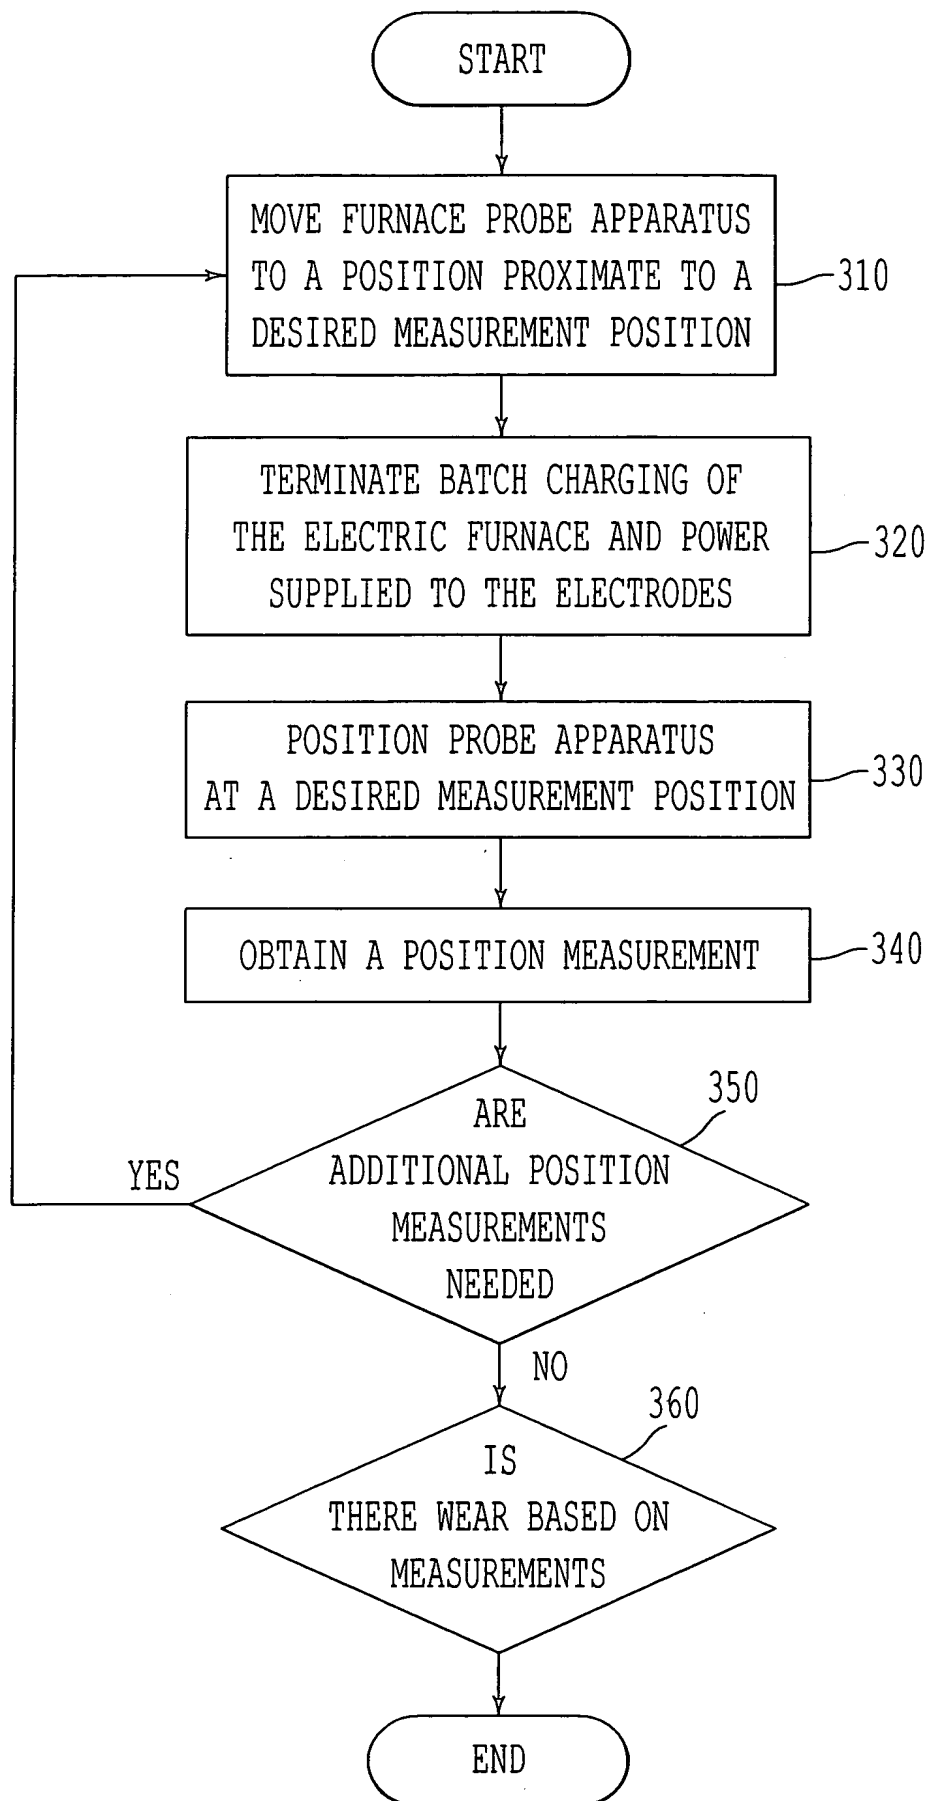 START
MOVE FURNACE PROBE APPARATUS
TO A POSITION PROXIMATE TO A
DESIRED MEASUREMENT POSITION
310
TERMINATE BATCH CHARGING OF
THE ELECTRIC FURNACE AND POWER
SUPPLIED TO THE ELECTRODES
320
POSITION PROBE APPARATUS
AT A DESIRED MEASUREMENT POSITION
330
OBTAIN A POSITION MEASUREMENT
340
350
ARE
ADDITIONAL POSITION
MEASUREMENTS
NEEDED
YES
NO
360
IS
THERE WEAR BASED ON
MEASUREMENTS
END